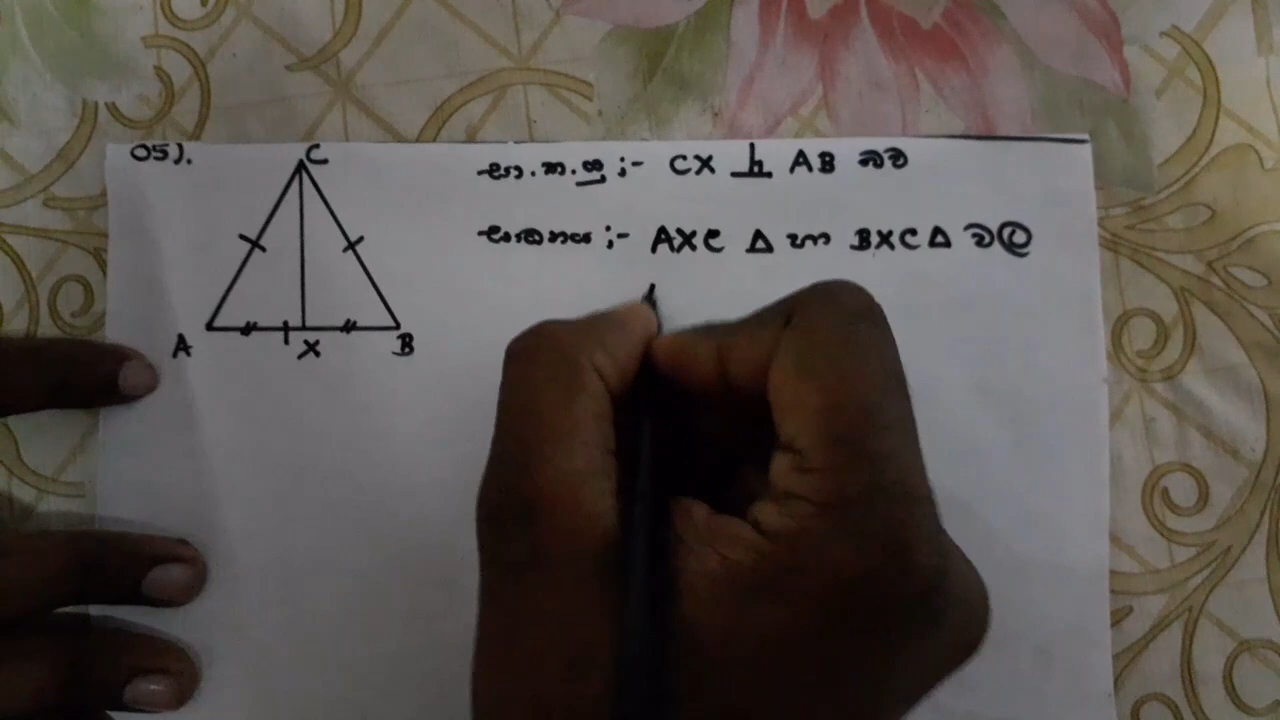 05).
C
A X B
සා.ක.යු ;- CX ⊥ AB බව
සාධනය ;- AXC Δ හා BXC Δ වල